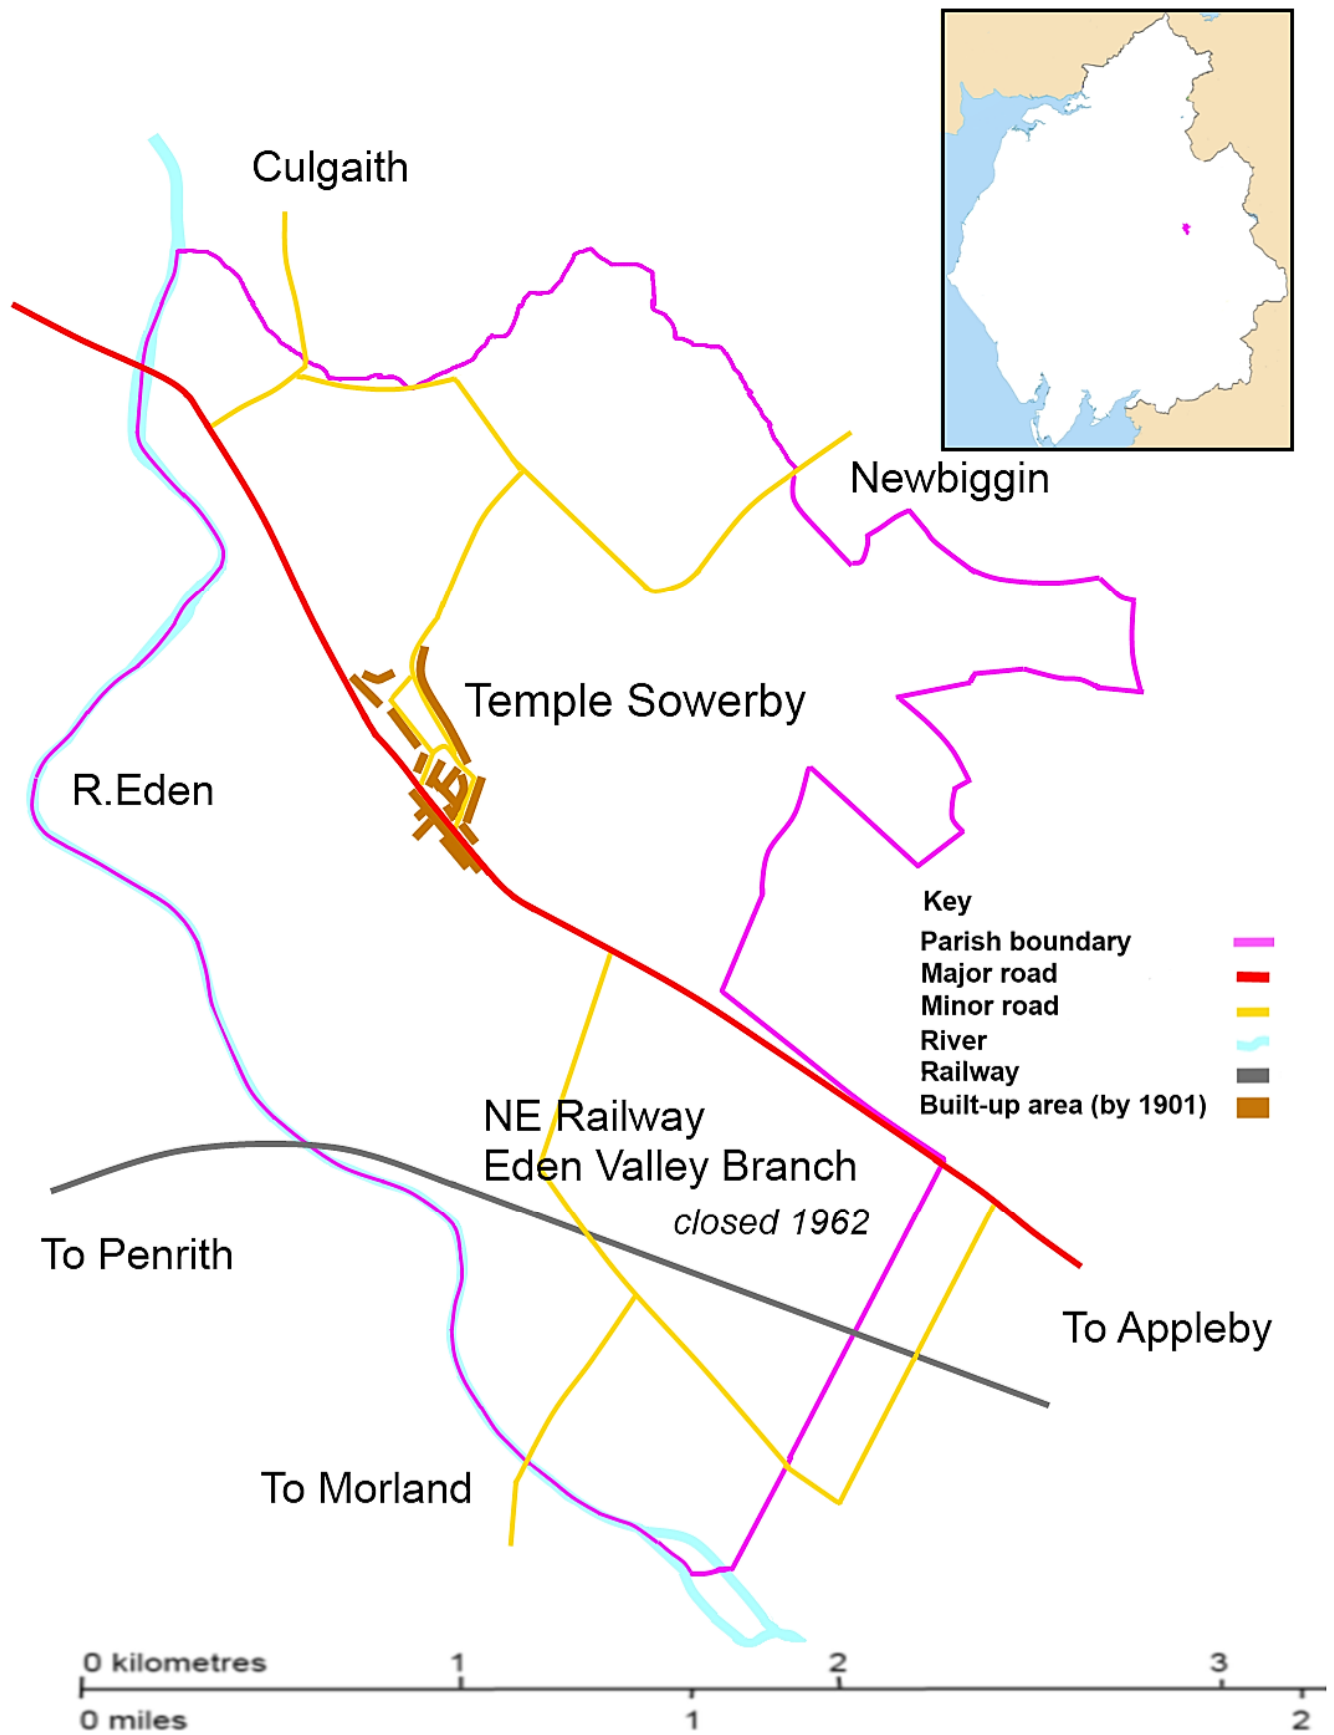 Culgaith
Newbiggin
Temple Sowerby
R.Eden
Key
Parish boundary
Major road
Minor road
River
Railway
Built-up area (by 1901)
NE Railway
Eden Valley Branch
closed 1962
To Penrith
To Appleby
To Morland
0 kilometres 1 2 3
0 miles 1 2